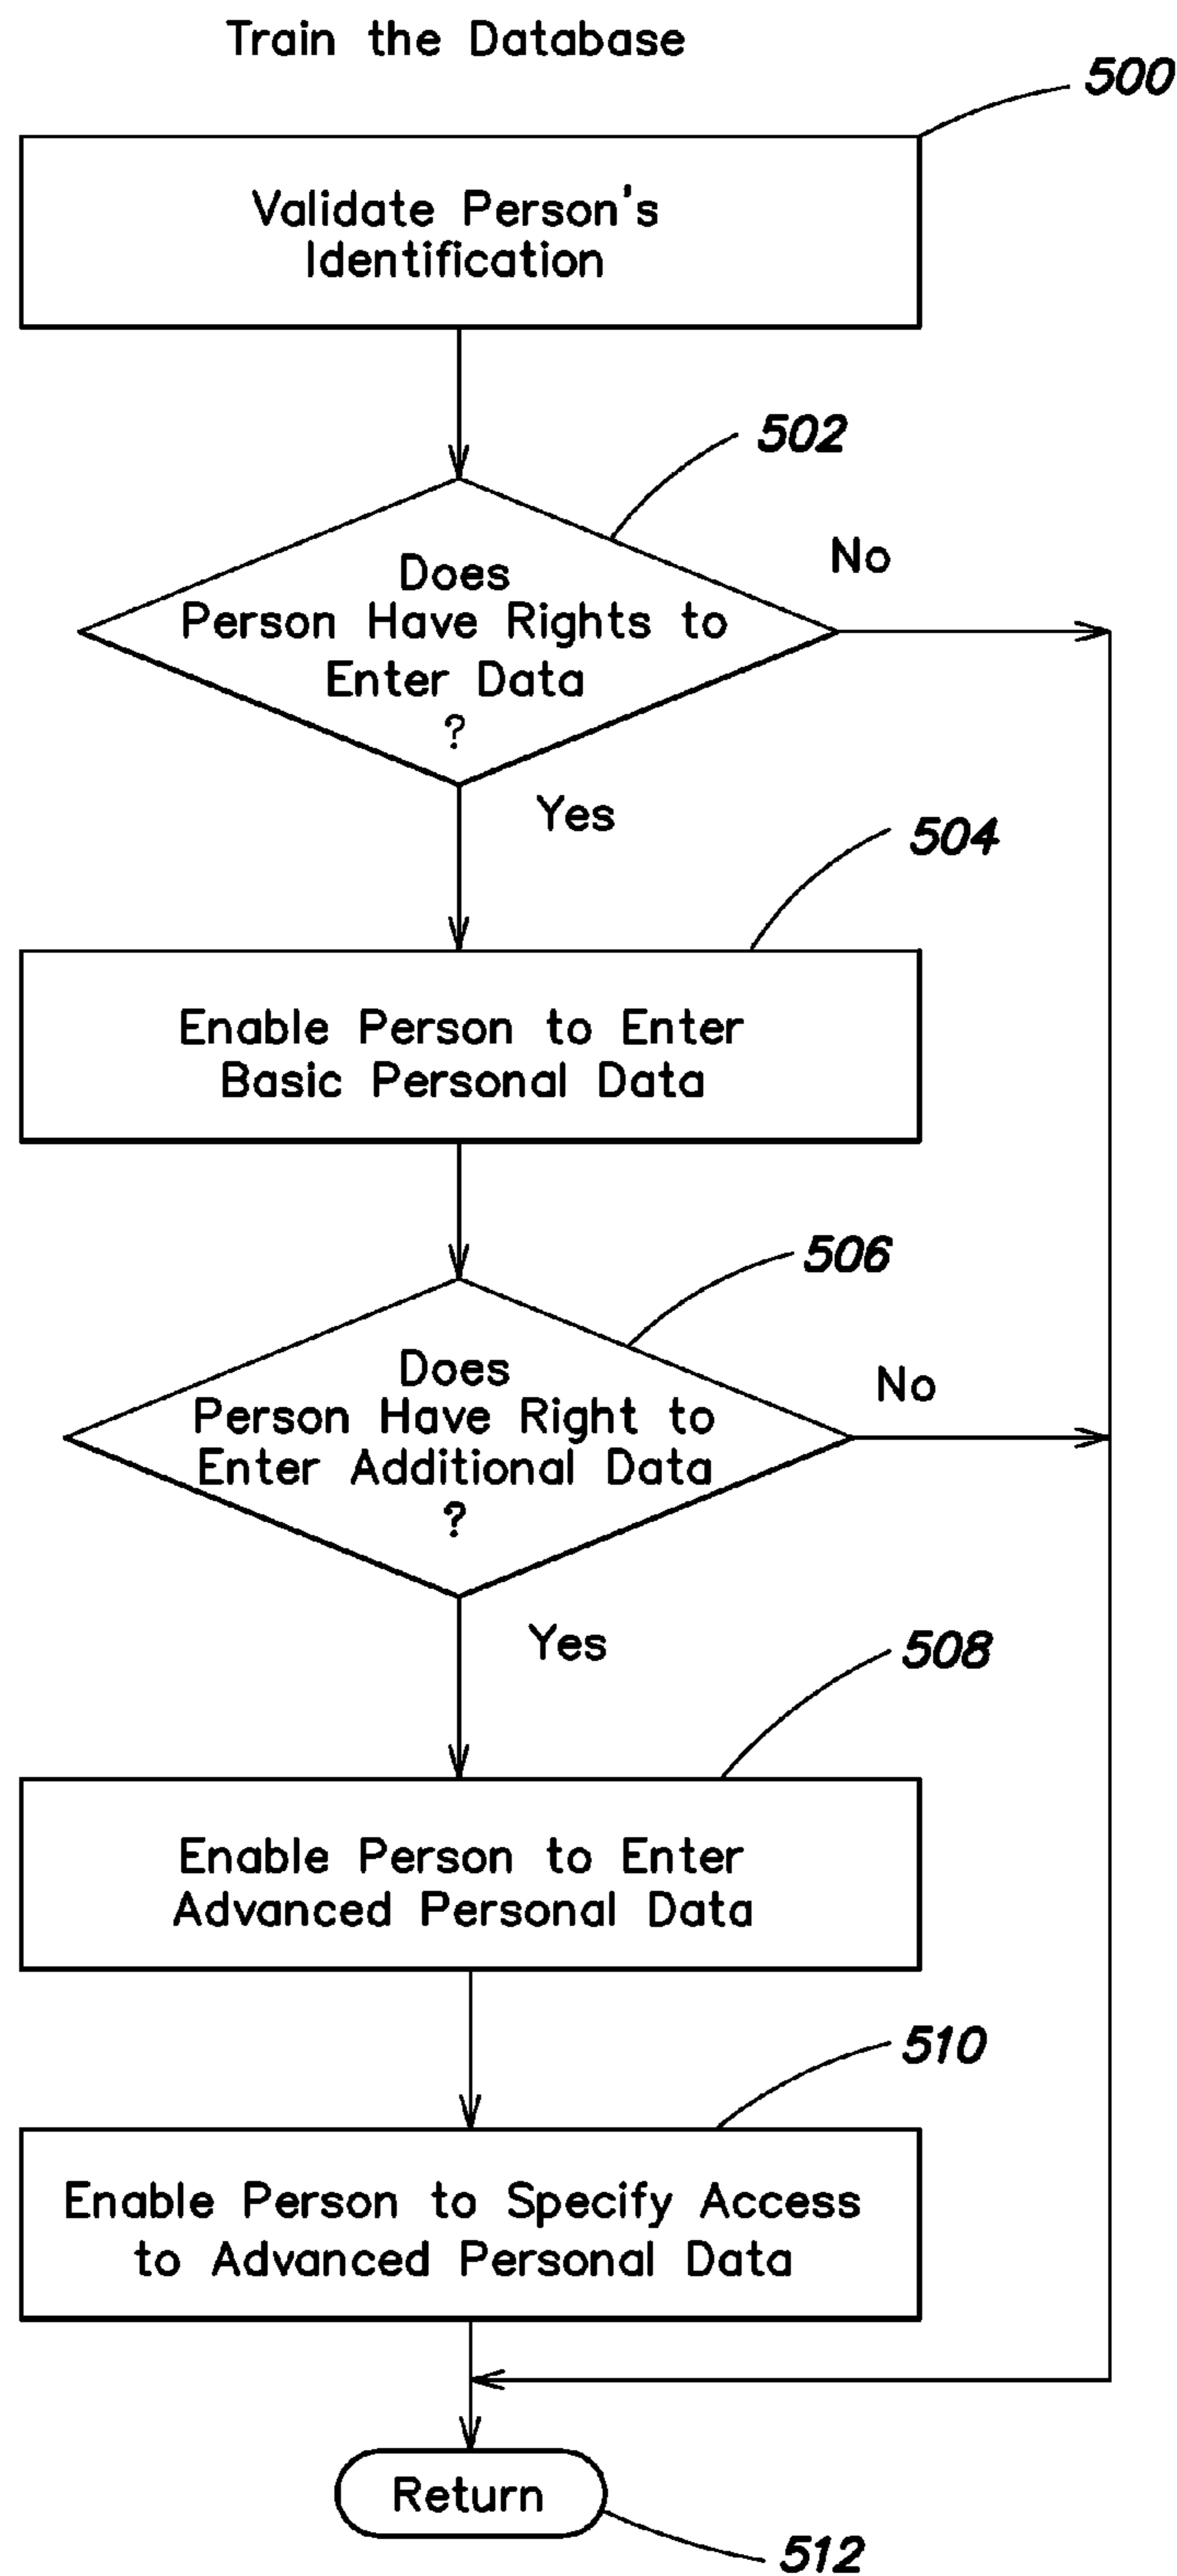 Train the Database
500
Validate Person's
Identification
502
Does
Person Have Rights to
Enter Data
?
No
Yes
504
Enable Person to Enter
Basic Personal Data
506
Does
Person Have Right to
Enter Additional Data
?
No
Yes
508
Enable Person to Enter
Advanced Personal Data
510
Enable Person to Specify Access
to Advanced Personal Data
Return
512